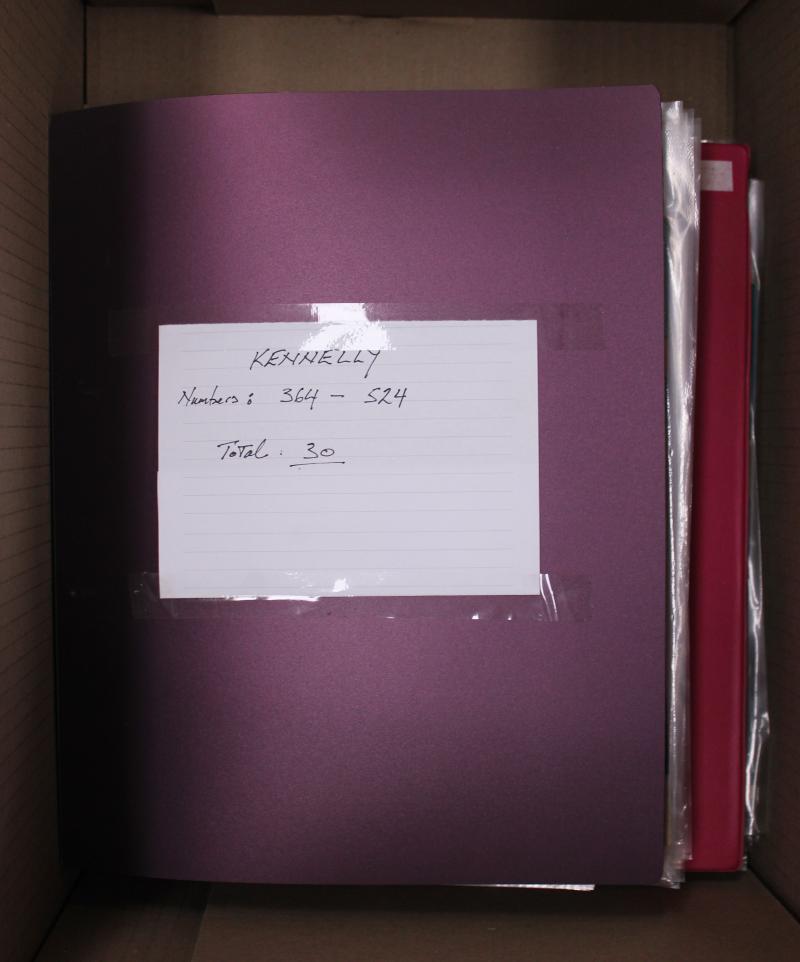 KENNELLY
Numbers: 364 - 524
Total: 30